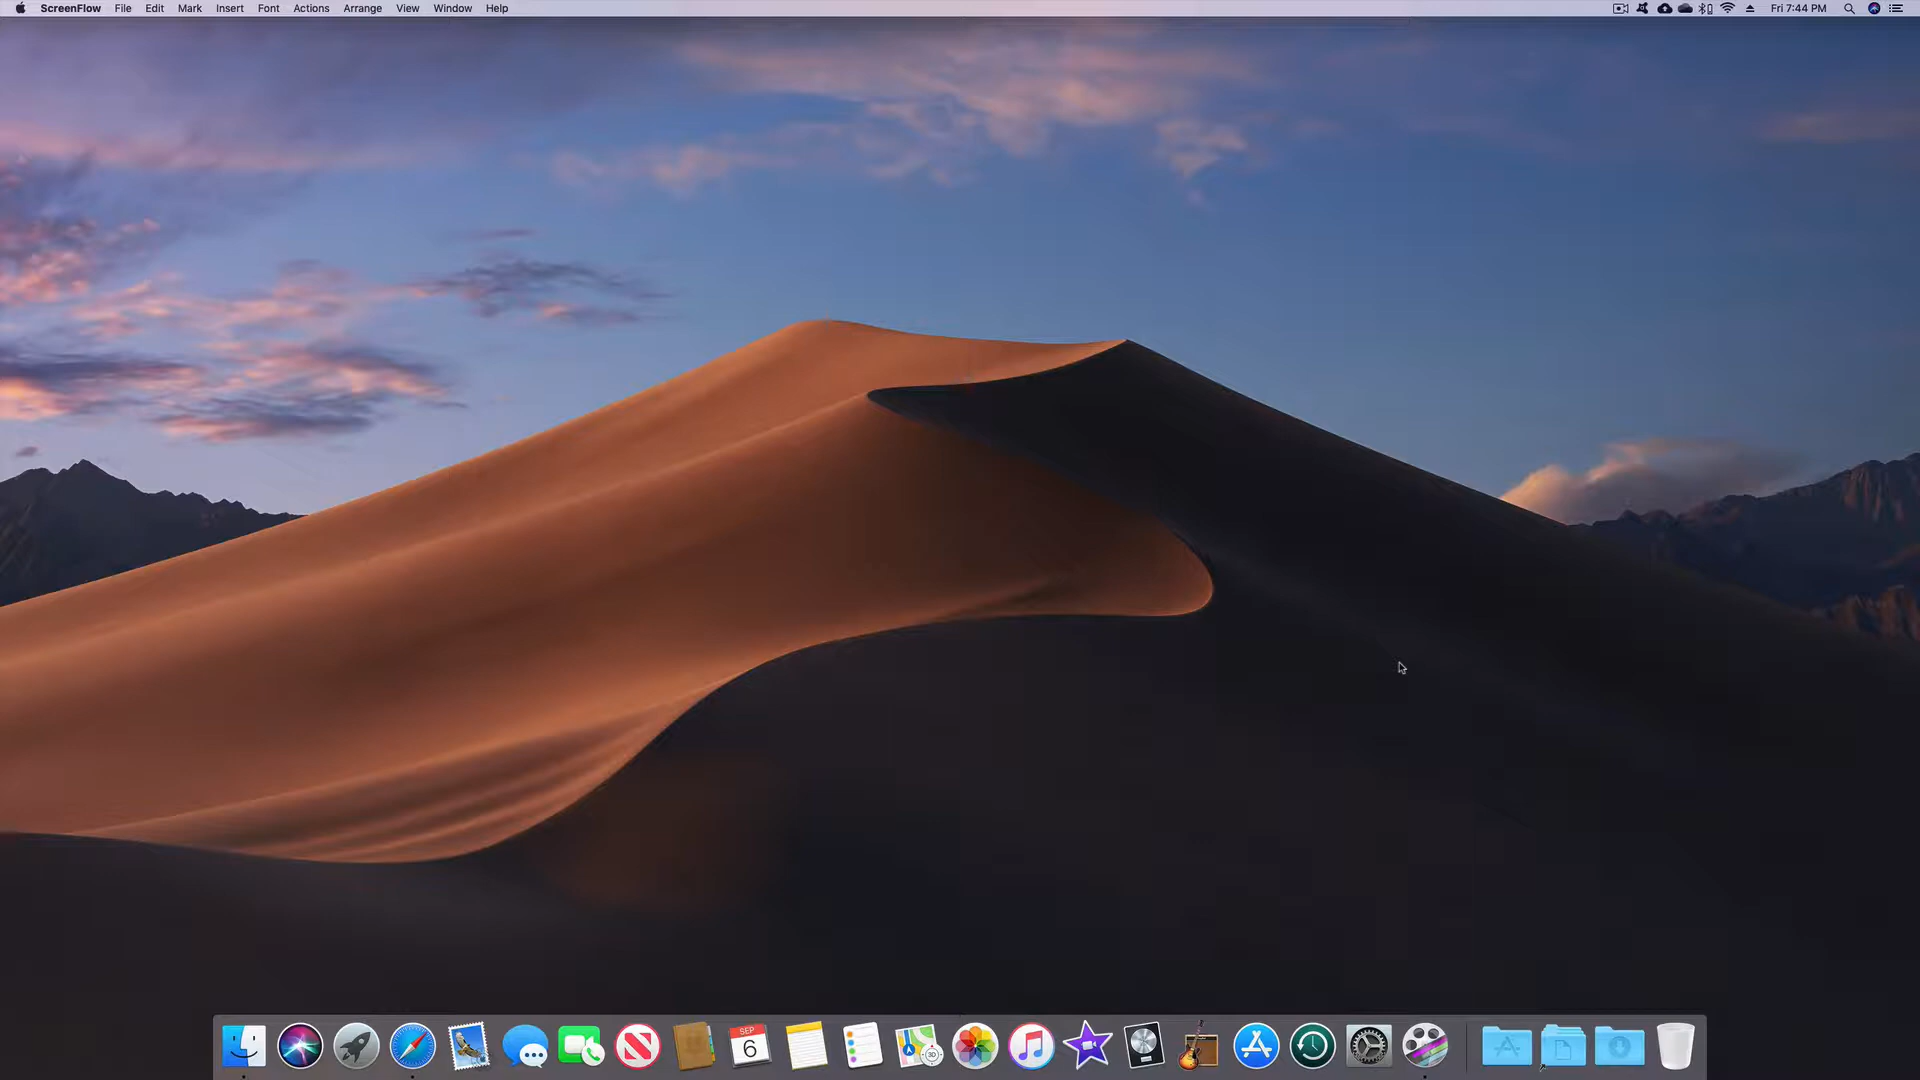 ScreenFlow File Edit Mark Insert Font Actions Arrange View Window Help Fri 7:44 PM
SEP
6